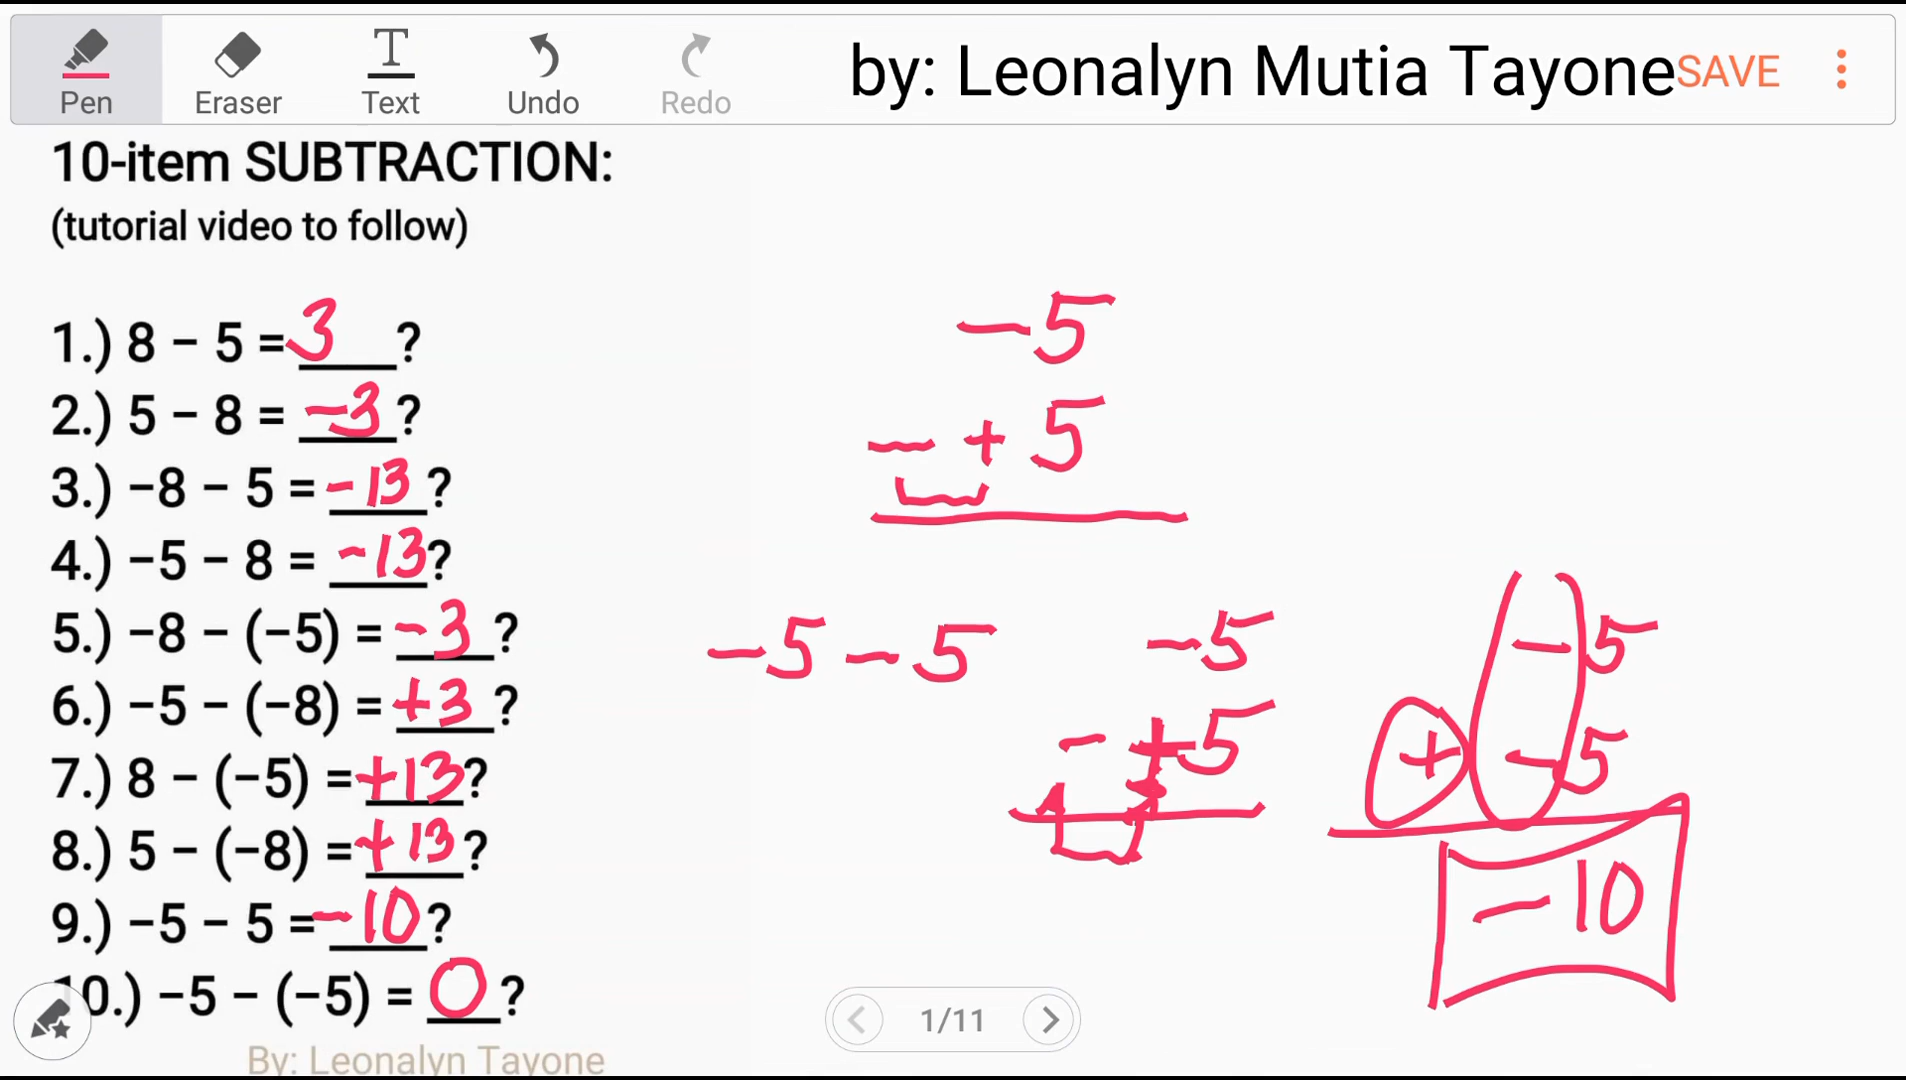 Pen Eraser Text Undo Redo by: Leonalyn Mutia Tayone SAVE
10-item SUBTRACTION:
(tutorial video to follow)
1.) 8 − 5 = 3 ?
2.) 5 − 8 = −3 ?
3.) −8 − 5 = −13 ?
4.) −5 − 8 = −13 ?
5.) −8 − (−5) = −3 ?
6.) −5 − (−8) = +3 ?
7.) 8 − (−5) = +13 ?
8.) 5 − (−8) = +13 ?
9.) −5 − 5 = −10 ?
10.) −5 − (−5) = 0 ?
By: Leonalyn Tayone
−5
− + 5
−5 − 5
−5
− + 5
− 5
+ − 5
−10
1/11